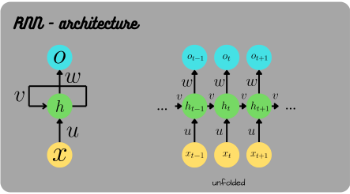 RNN - architecture
o
w
v
h
u
x
o_{t-1} o_t o_{t+1}
w w w
... v v v v ...
h_{t-1} h_t h_{t+1}
u u u
x_{t-1} x_t x_{t+1}
unfolded